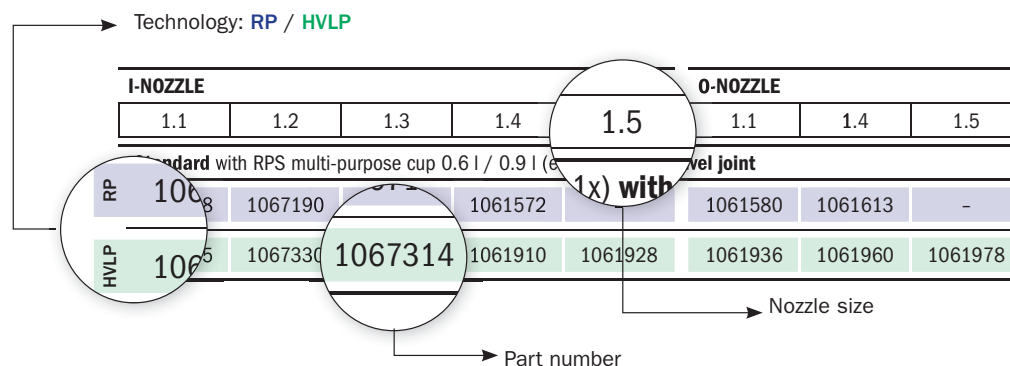 Technology: RP / HVLP
I-NOZZLE O-NOZZLE
1.1 1.2 1.3 1.4 1.5 1.1 1.4 1.5
with RPS multi-purpose cup 0.6 l / 0.9 l 1x) with joint
RP 1067190 1061572 – 1061580 1061613 –
HVLP 1067330 1067314 1061910 1061928 1061936 1061960 1061978
Nozzle size
Part number